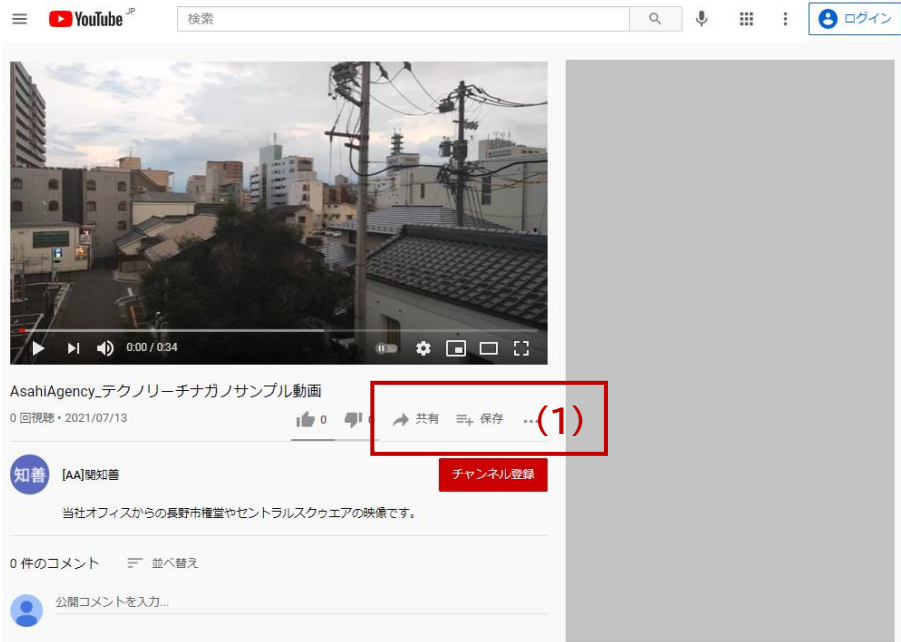 YouTube JP
検索
ログイン
0:00 / 0:34
AsahiAgency_テクノリーチナガノサンプル動画
0 回視聴・2021/07/13
0
0
共有
保存
...
(1)
知善
[AA]関知善
チャンネル登録
当社オフィスからの長野市権堂やセントラルスクゥエアの映像です。
0 件のコメント
並べ替え
公開コメントを入力...